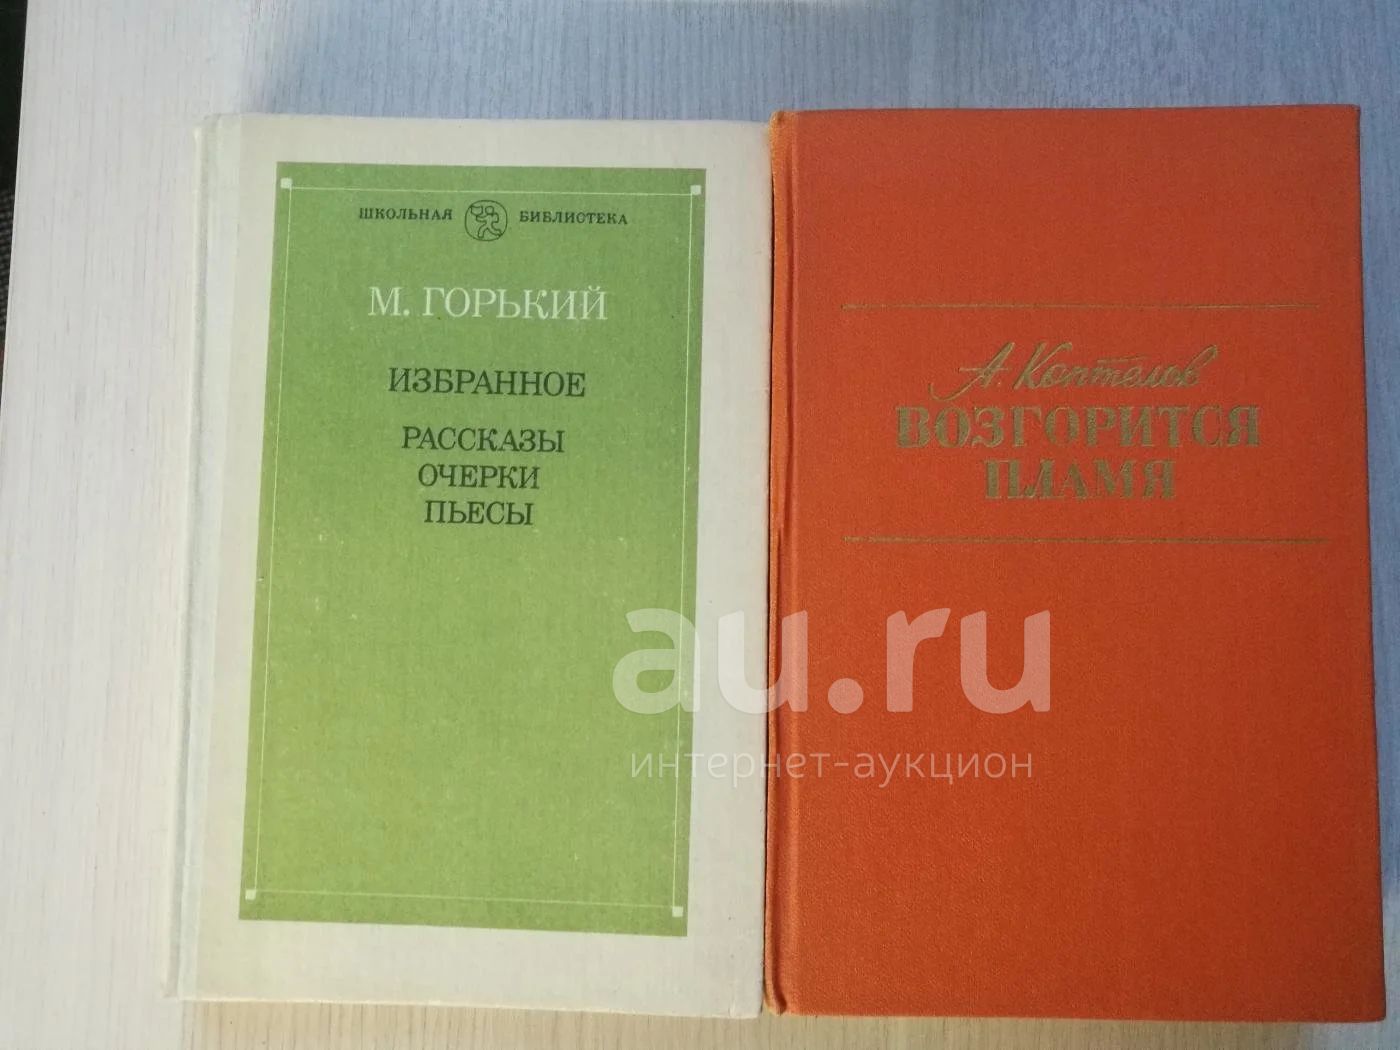 ШКОЛЬНАЯ БИБЛИОТЕКА
М. ГОРЬКИЙ
ИЗБРАННОЕ
РАССКАЗЫ
ОЧЕРКИ
ПЬЕСЫ
А. Коптелов
ВОЗГОРИТСЯ
ПЛАМЯ
au.ru
интернет-аукцион